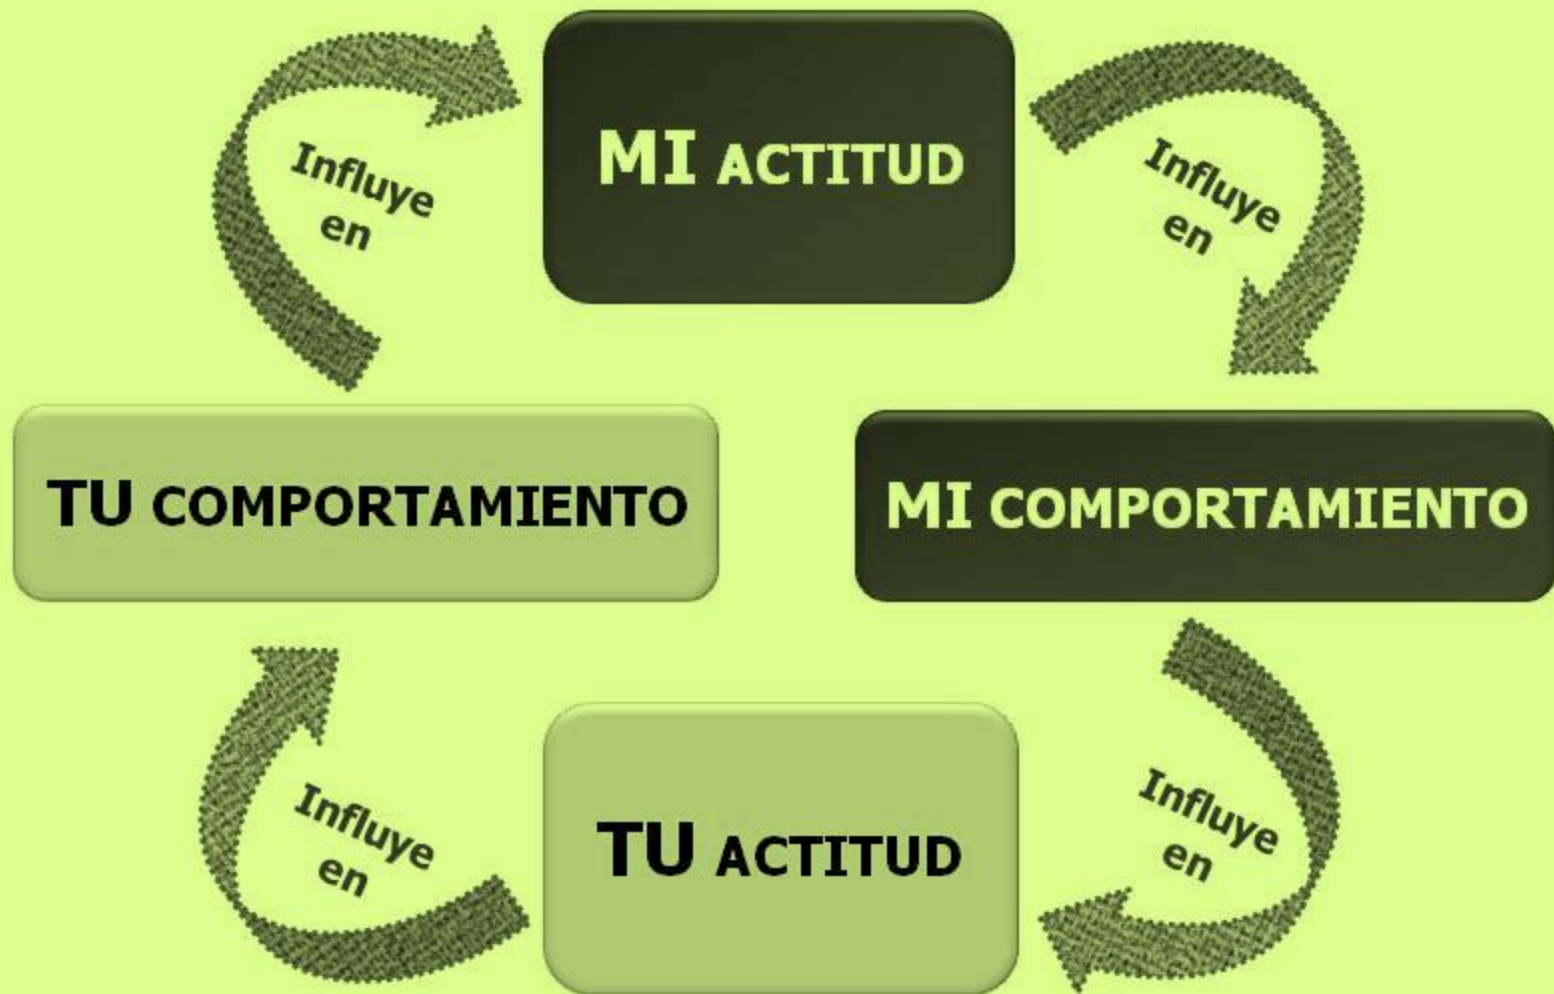 MI ACTITUD
Influye
en
Influye
en
TU COMPORTAMIENTO
MI COMPORTAMIENTO
Influye
en
TU ACTITUD
Influye
en